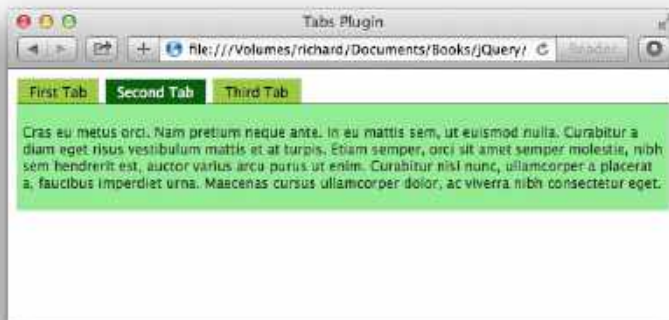 Tabs Plugin
file:///Volumes/richard/Documents/Books/jQuery/
Reader
First Tab Second Tab Third Tab
Cras eu metus orci. Nam pretium neque ante. In eu mattis sem, ut euismod nulla. Curabitur a
diam eget risus vestibulum mattis et at turpis. Etiam semper, orci sit amet semper molestie, nibh
sem hendrerit est, auctor varius arcu purus ut enim. Curabitur nisl nunc, ullamcorper a placerat
a, faucibus imperdiet urna. Maecenas cursus ullamcorper dolor, ac viverra nibh consectetur eget.